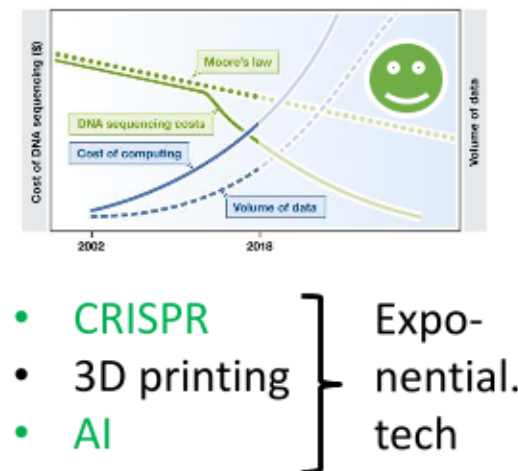 Cost of DNA sequencing ($)
Moore's law
DNA sequencing costs
Cost of computing
Volume of data
Volume of data
2002 2018
• CRISPR
• 3D printing
• AI
Expo-
nential.
tech